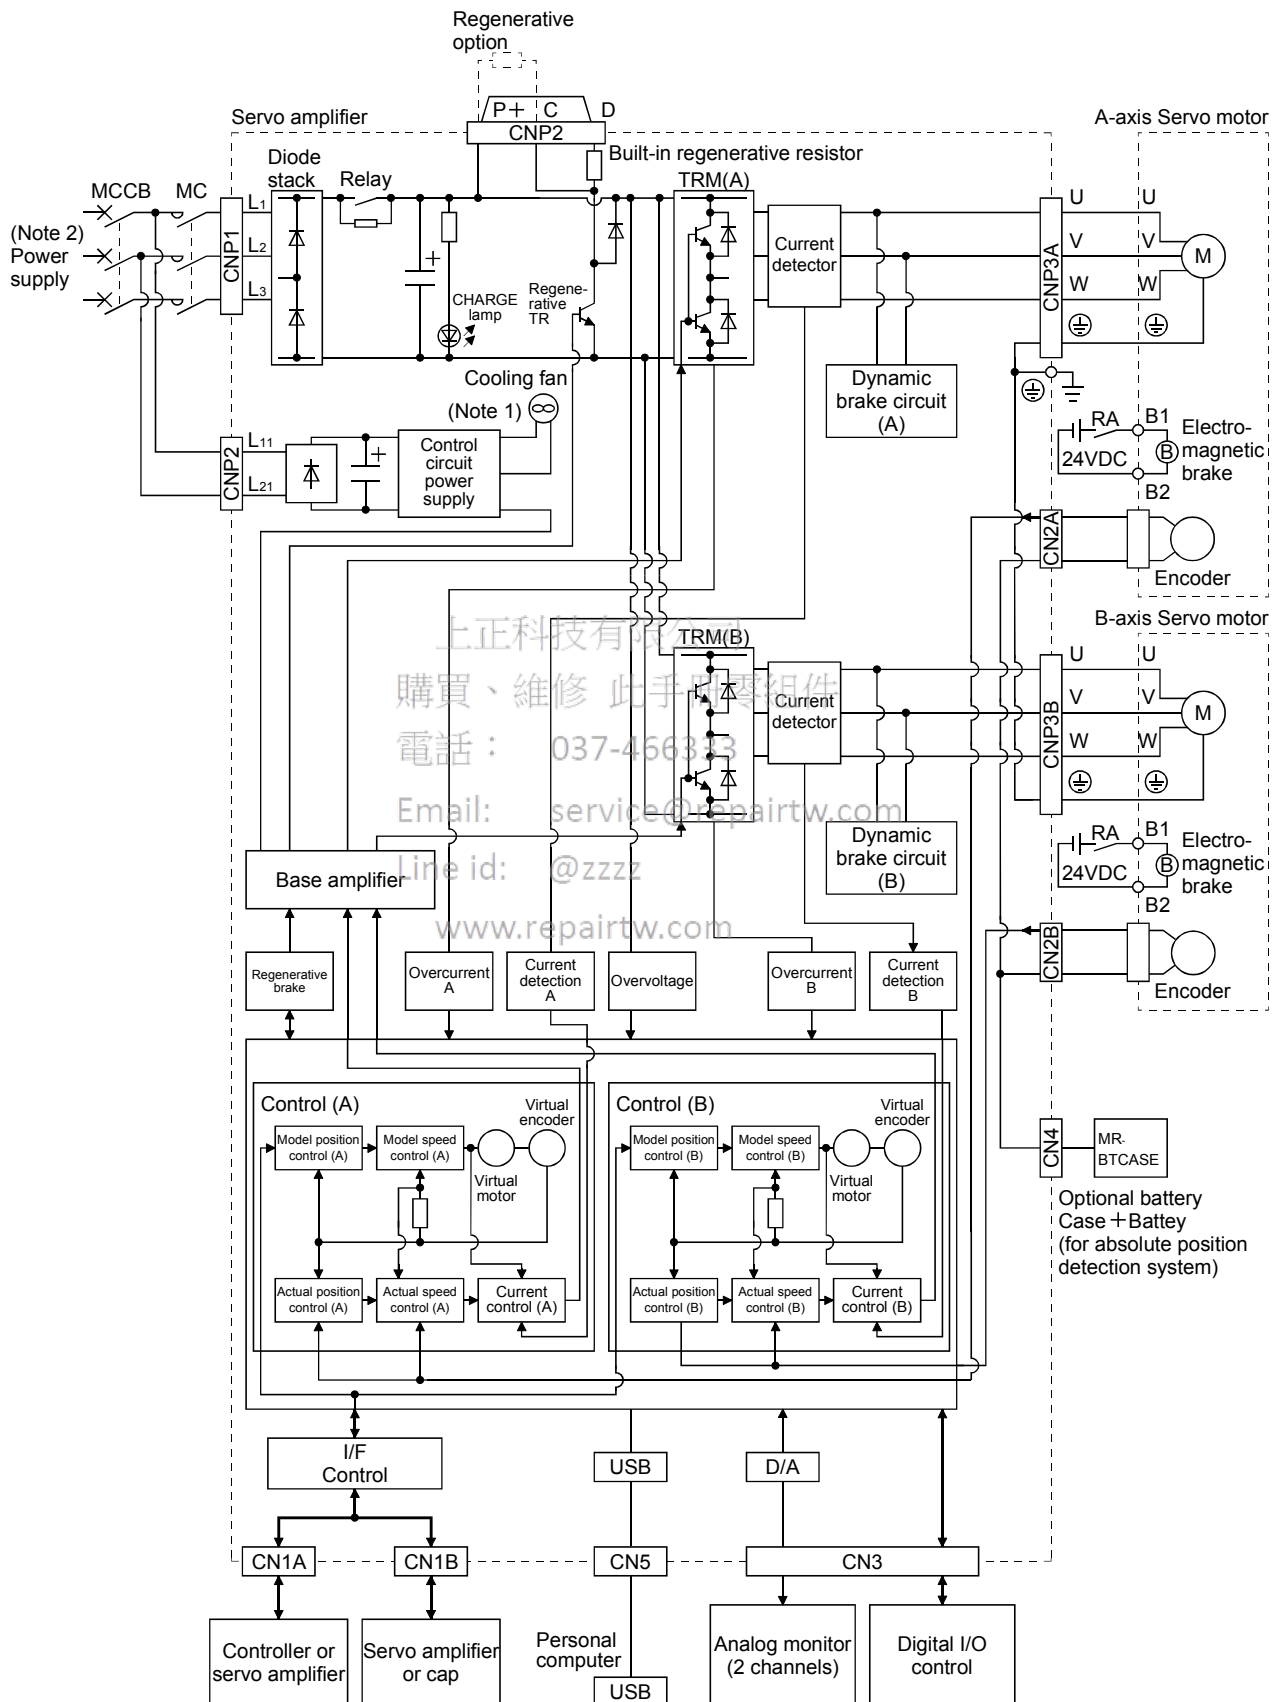 Regenerative
option
P+ C D
CNP2
Servo amplifier
A-axis Servo motor
Built-in regenerative resistor
Diode
stack
Relay
TRM(A)
MCCB MC
L1
L2
L3
CNP1
(Note 2)
Power
supply
CHARGE
lamp
Regene-
rative
TR
Current
detector
CNP3A
U U
V V
W W
M
Dynamic
brake circuit
(A)
Cooling fan
(Note 1)
RA
24VDC
B1
B
B2
Electro-
magnetic
brake
CNP2
L11
L21
Control
circuit
power
supply
CN2A
Encoder
B-axis Servo motor
上正科技有限公司
TRM(B)
購買、維修 此手冊零組件
電話： 037-466333
Email: service@repairtw.com
Line id: @zzzz
www.repairtw.com
Current
detector
CNP3B
U U
V V
W W
M
Dynamic
brake circuit
(B)
RA
24VDC
B1
B
B2
Electro-
magnetic
brake
Base amplifier
CN2B
Encoder
Regenerative
brake
Overcurrent
A
Current
detection
A
Overvoltage
Overcurrent
B
Current
detection
B
Control (A)
Virtual
encoder
Model position
control (A)
Model speed
control (A)
Virtual
motor
Actual position
control (A)
Actual speed
control (A)
Current
control (A)
Control (B)
Virtual
encoder
Model position
control (B)
Model speed
control (B)
Virtual
motor
Actual position
control (B)
Actual speed
control (B)
Current
control (B)
CN4
MR-
BTCASE
Optional battery
Case＋Battey
(for absolute position
detection system)
I/F
Control
USB
D/A
CN1A
CN1B
CN5
CN3
Controller or
servo amplifier
Servo amplifier
or cap
Personal
computer
USB
Analog monitor
(2 channels)
Digital I/O
control